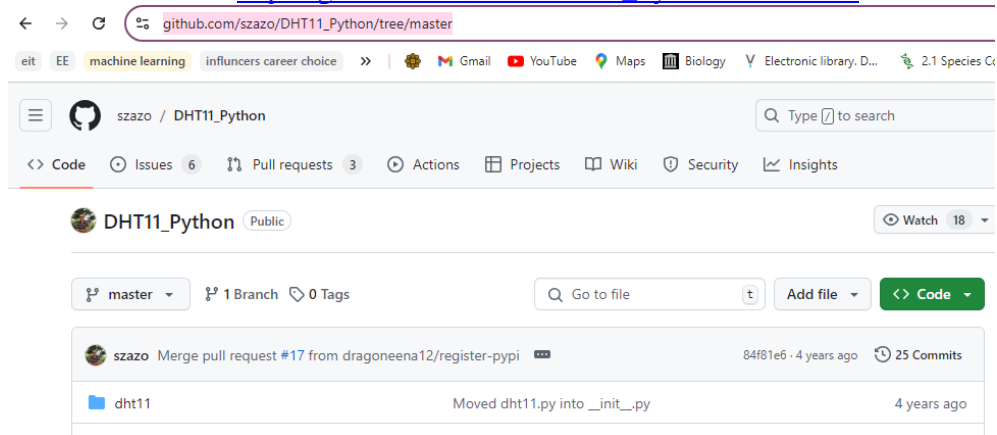 github.com/szazo/DHT11_Python/tree/master
eit EE machine learning influncers career choice » Gmail YouTube Maps Biology Electronic library. D... 2.1 Species Co
szazo / DHT11_Python Type / to search
Code Issues 6 Pull requests 3 Actions Projects Wiki Security Insights
DHT11_Python Public Watch 18
master 1 Branch 0 Tags Go to file t Add file Code
szazo Merge pull request #17 from dragoneena12/register-pypi 84f81e6 · 4 years ago 25 Commits
dht11 Moved dht11.py into __init__.py 4 years ago